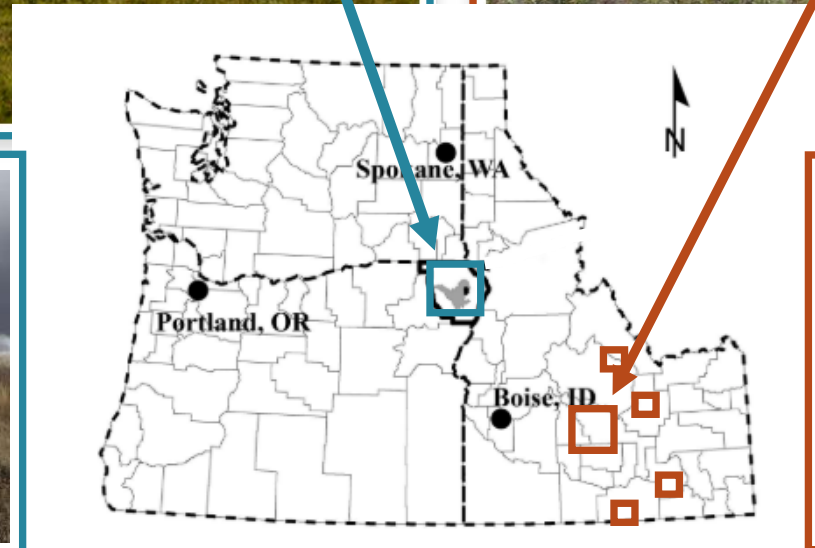 N
Spokane, WA
Portland, OR
Boise, ID